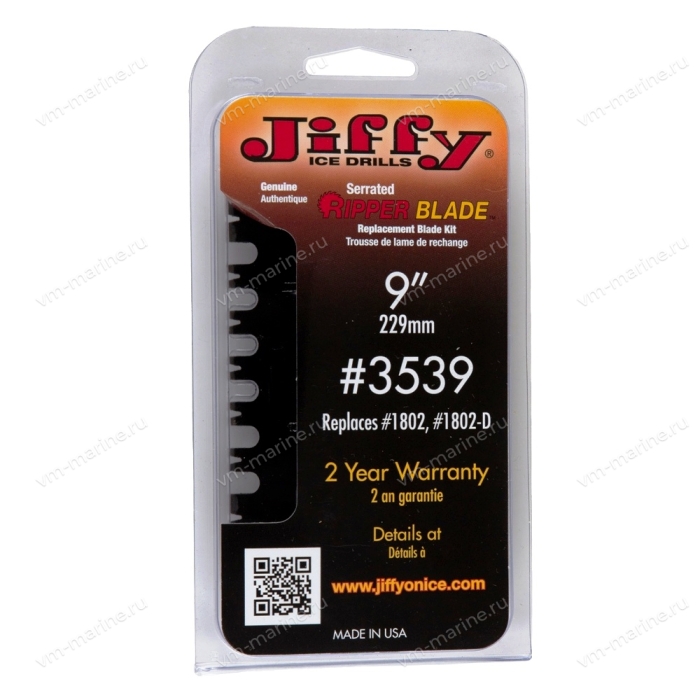 Jiffy®
ICE DRILLS
Genuine
Authentique
Serrated
RIPPER BLADE™
Replacement Blade Kit
Trousse de lame de rechange
9"
229mm
#3539
Replaces #1802, #1802-D
2 Year Warranty
2 an garantie
Details at
Détails à
www.jiffyonice.com
MADE IN USA
vm-marine.ru